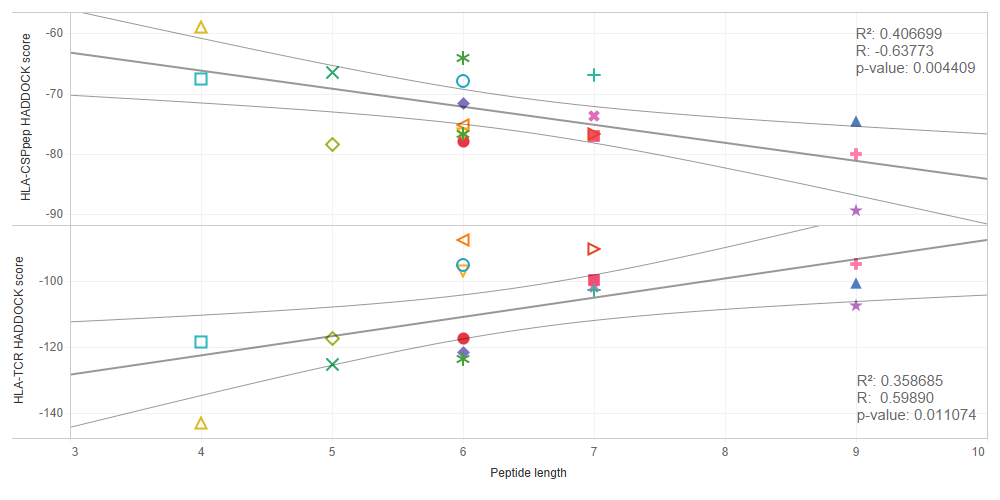 HLA-CSPpep HADDOCK score
-60
-70
-80
-90
R²: 0.406699
R: -0.63773
p-value: 0.004409
HLA-TCR HADDOCK score
-100
-120
-140
R²: 0.358685
R: 0.59890
p-value: 0.011074
3 4 5 6 7 8 9 10
Peptide length